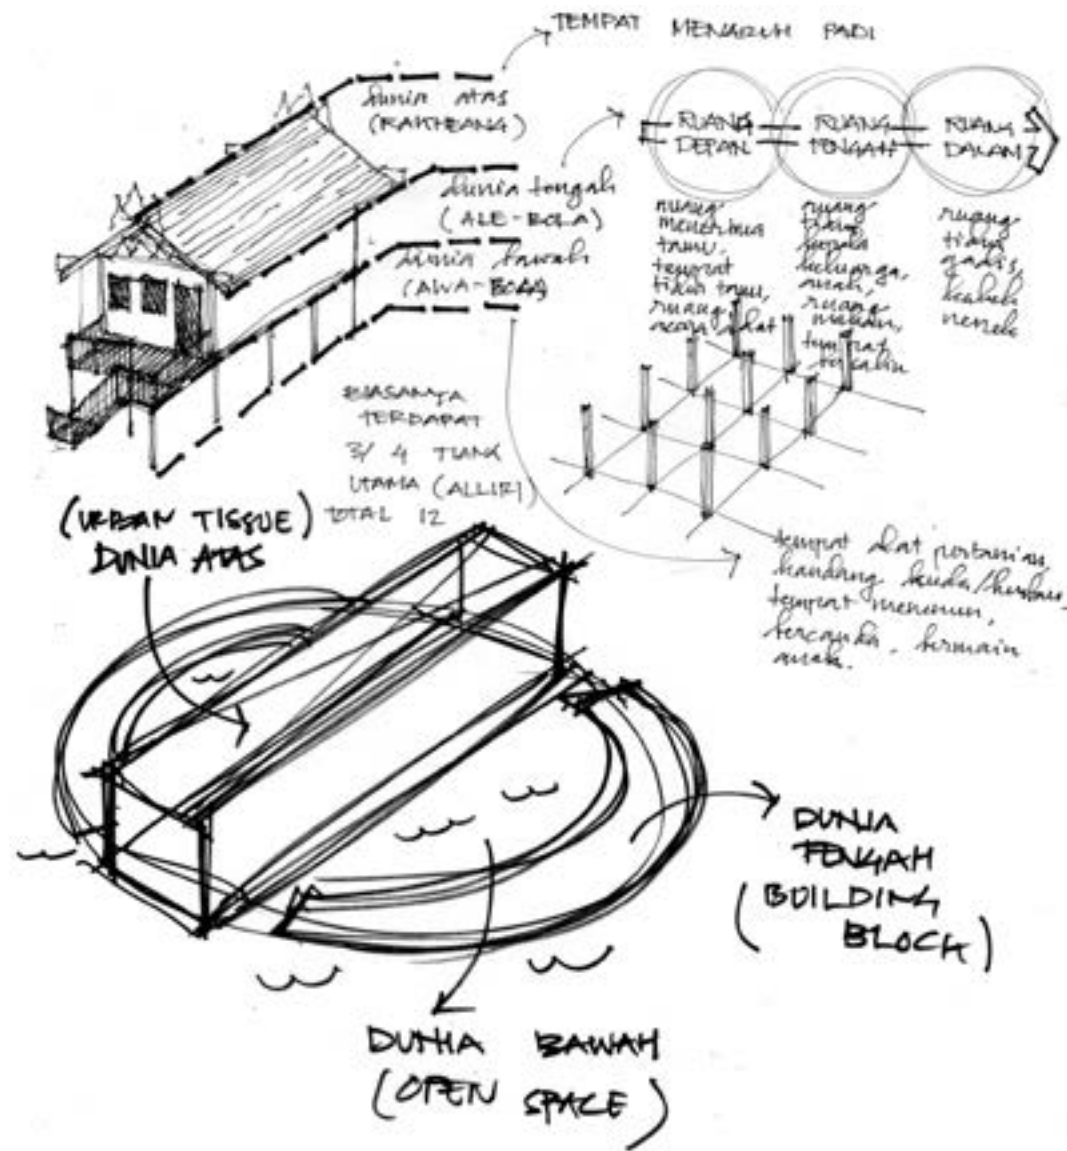 TEMPAT MENARUH PADI
dunia atas
(RAKKEANG)
dunia tengah
(ALE-BOLA)
dunia bawah
(AWA-BOLA)
RUANG
DEPAN
RUANG
TENGAH
RUANG
DALAM
ruang
menerima
tamu,
tempat
tidur tamu,
ruang
acara adat
ruang
tidur
kepala
keluarga,
anak,
ruang
makan,
tempat
bersalin
ruang
tidur
gadis,
kakek
nenek
BIASANYA
TERDAPAT
3/4 TIANG
UTAMA (ALLIRI)
TOTAL 12
tempat alat pertanian,
kandang kuda/kerbau,
tempat menenun,
bercanda, bermain
anak.
(URBAN TISSUE)
DUNIA ATAS
DUNIA
TENGAH
(BUILDING
BLOCK)
DUNIA BAWAH
(OPEN SPACE)